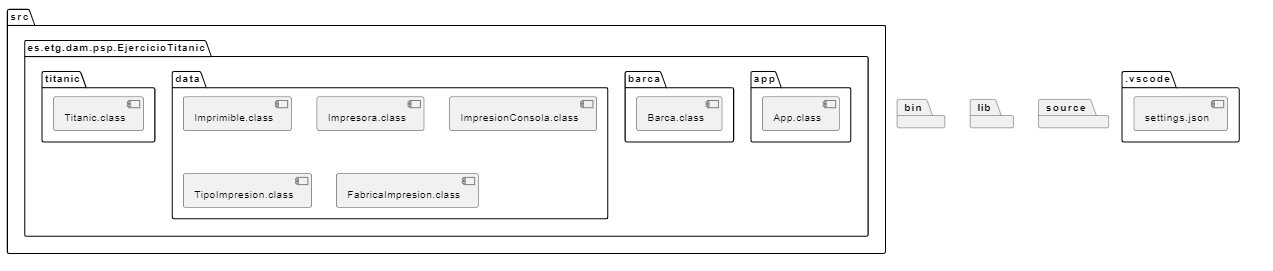 src
es.etg.dam.psp.EjercicioTitanic
titanic
Titanic.class
data
Imprimible.class
Impresora.class
ImpresionConsola.class
TipoImpresion.class
FabricaImpresion.class
barca
Barca.class
app
App.class
bin
lib
source
.vscode
settings.json